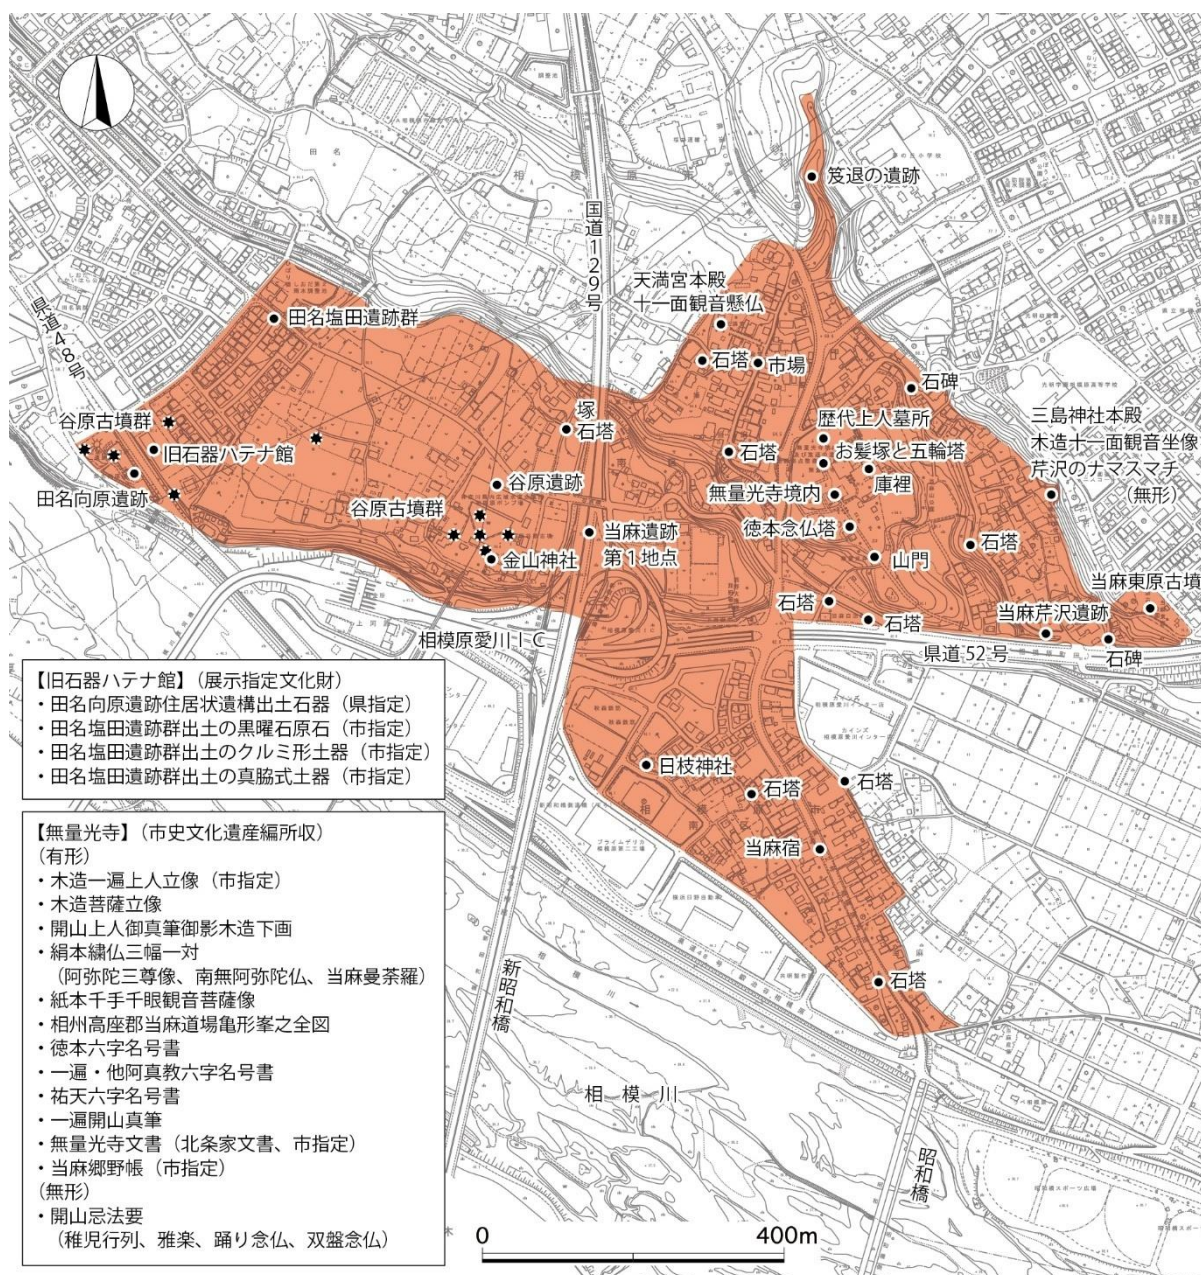 笈退の遺跡
国道129号
天満宮本殿
十一面観音懸仏
田名塩田遺跡群
県道48号
石塔
市場
石碑
塚
石塔
歴代上人墓所
三島神社本殿
木造十一面観音坐像
芹沢のナマスマチ
(無形)
谷原古墳群
旧石器ハテナ館
石塔
お髪塚と五輪塔
庫裡
田名向原遺跡
谷原遺跡
無量光寺境内
谷原古墳群
当麻遺跡
第1地点
徳本念仏塔
石塔
金山神社
山門
当麻東原古墳
石塔
石塔
当麻芹沢遺跡
石碑
相模原愛川IC
県道52号
【旧石器ハテナ館】(展示指定文化財)
・田名向原遺跡住居状遺構出土石器(県指定)
・田名塩田遺跡群出土の黒曜石原石(市指定)
・田名塩田遺跡群出土のクルミ形土器(市指定)
・田名塩田遺跡群出土の真脇式土器(市指定)
日枝神社
石塔
石塔
当麻宿
石塔
【無量光寺】(市史文化遺産編所収)
(有形)
・木造一遍上人立像(市指定)
・木造菩薩立像
・開山上人御真筆御影木造下画
・絹本繍仏三幅一対
(阿弥陀三尊像、南無阿弥陀仏、当麻曼荼羅)
・紙本千手千眼観音菩薩像
・相州高座郡当麻道場亀形峯之全図
・徳本六字名号書
・一遍・他阿真教六字名号書
・祐天六字名号書
・一遍開山真筆
・無量光寺文書(北条家文書、市指定)
・当麻郷野帳(市指定)
(無形)
・開山忌法要
(稚児行列、雅楽、踊り念仏、双盤念仏)
新昭和橋
相模川
昭和橋
0 400m